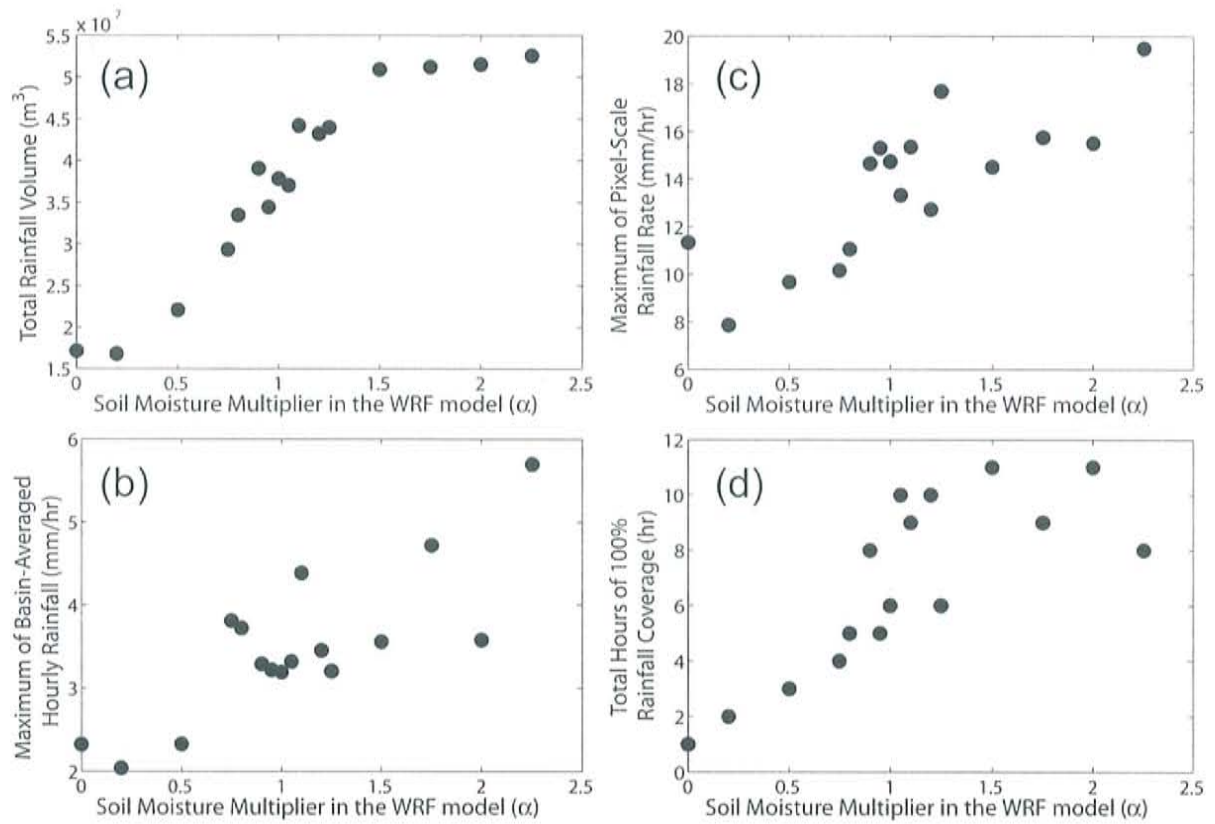 x 10⁷
5.5
5
4.5
4
3.5
3
2.5
2
1.5
(a)
Total Rainfall Volume (m³)
0 0.5 1 1.5 2 2.5
Soil Moisture Multiplier in the WRF model (α)
20
18
16
14
12
10
8
6
(c)
Maximum of Pixel-Scale
Rainfall Rate (mm/hr)
0 0.5 1 1.5 2 2.5
Soil Moisture Multiplier in the WRF model (α)
6
5
4
3
2
(b)
Maximum of Basin-Averaged
Hourly Rainfall (mm/hr)
0 0.5 1 1.5 2 2.5
Soil Moisture Multiplier in the WRF model (α)
12
10
8
6
4
2
0
(d)
Total Hours of 100%
Rainfall Coverage (hr)
0 0.5 1 1.5 2 2.5
Soil Moisture Multiplier in the WRF model (α)